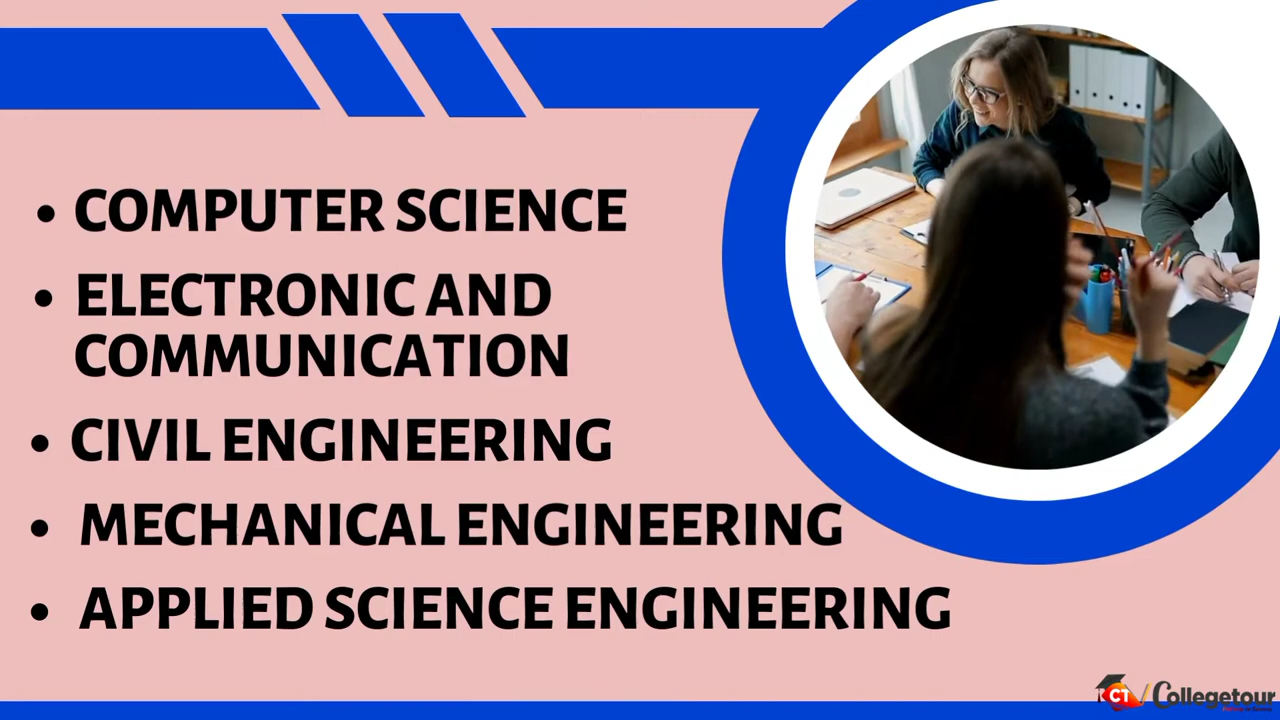 • COMPUTER SCIENCE
• ELECTRONIC AND
COMMUNICATION
• CIVIL ENGINEERING
• MECHANICAL ENGINEERING
• APPLIED SCIENCE ENGINEERING
CT Collegetour